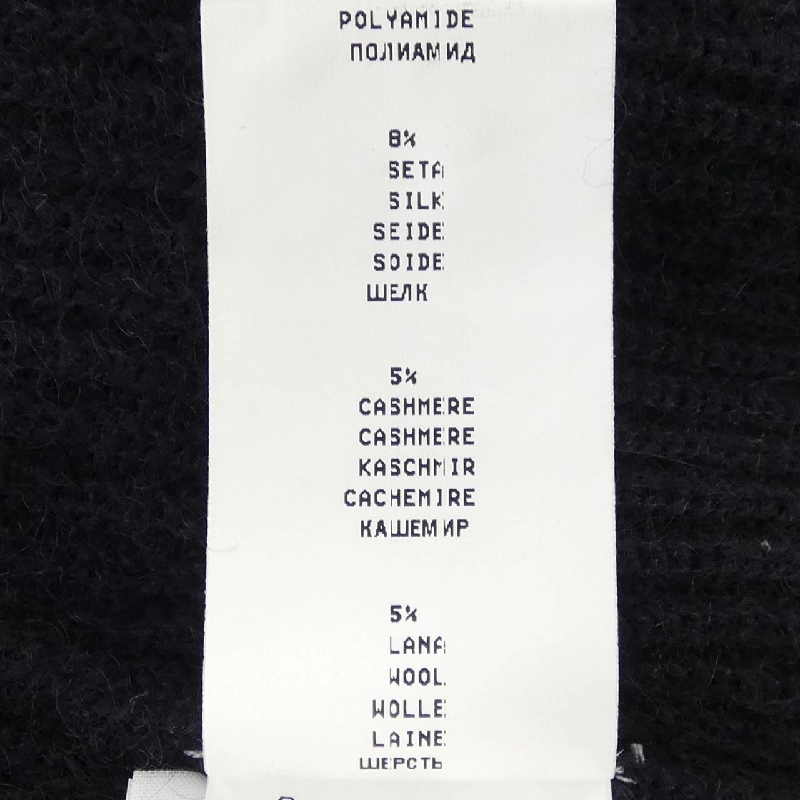 POLYAMIDE
ПОЛИАМИД
8%
SETA
SILK
SEIDE
SOIDE
ШЕЛК
5%
CASHMERE
CASHMERE
KASCHMIR
CACHEMIRE
КАШЕМИР
5%
LANA
WOOL
WOLLE
LAINE
ШЕРСТЬ